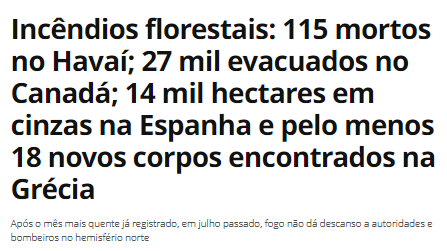 Incêndios florestais: 115 mortos
no Havaí; 27 mil evacuados no
Canadá; 14 mil hectares em
cinzas na Espanha e pelo menos
18 novos corpos encontrados na
Grécia
Após o mês mais quente já registrado, em julho passado, fogo não dá descanso a autoridades e
bombeiros no hemisfério norte